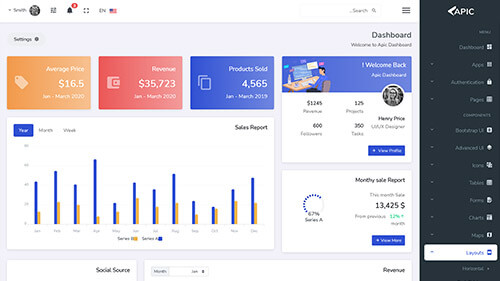 Smith
8
EN
Search...
APIC
MENU
Dashboard
Apps
Authentication
Pages
COMPONENTS
Bootstrap UI
Advanced UI
Icons
Tables
Forms
Charts
Maps
Layouts
Horizontal
Settings
Dashboard
Welcome to Apic Dashboard
Average Price
$16.5
Jan - March 2020
Revenue
$35,723
Jan - March 2020
Products Sold
4,565
Jan - March 2019
! Welcome Back
Apic Dashboard
$1245
Revenue
125
Projects
600
Followers
350
Tasks
Henry Price
UI/UX Designer
View Profile
Year
Month
Week
Sales Report
Jan Feb Mar Apr May Jun Jul Aug Sep Oct Nov Dec
Series B Series A
Monthy sale Report
67%
Series A
This month Sale
13,425 $
From previous 12% month
View More
Social Source
Month
Jan
Revenue